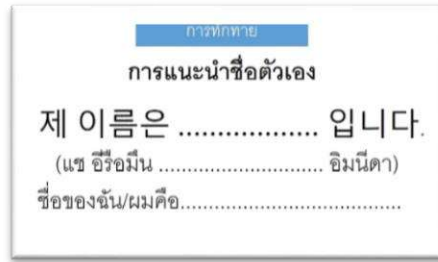 การทักทาย
การแนะนำชื่อตัวเอง
제 이름은 .................. 입니다.
(แช อีรือมึน ........................... อิมนีดา)
ชื่อของฉัน/ผมคือ.....................................